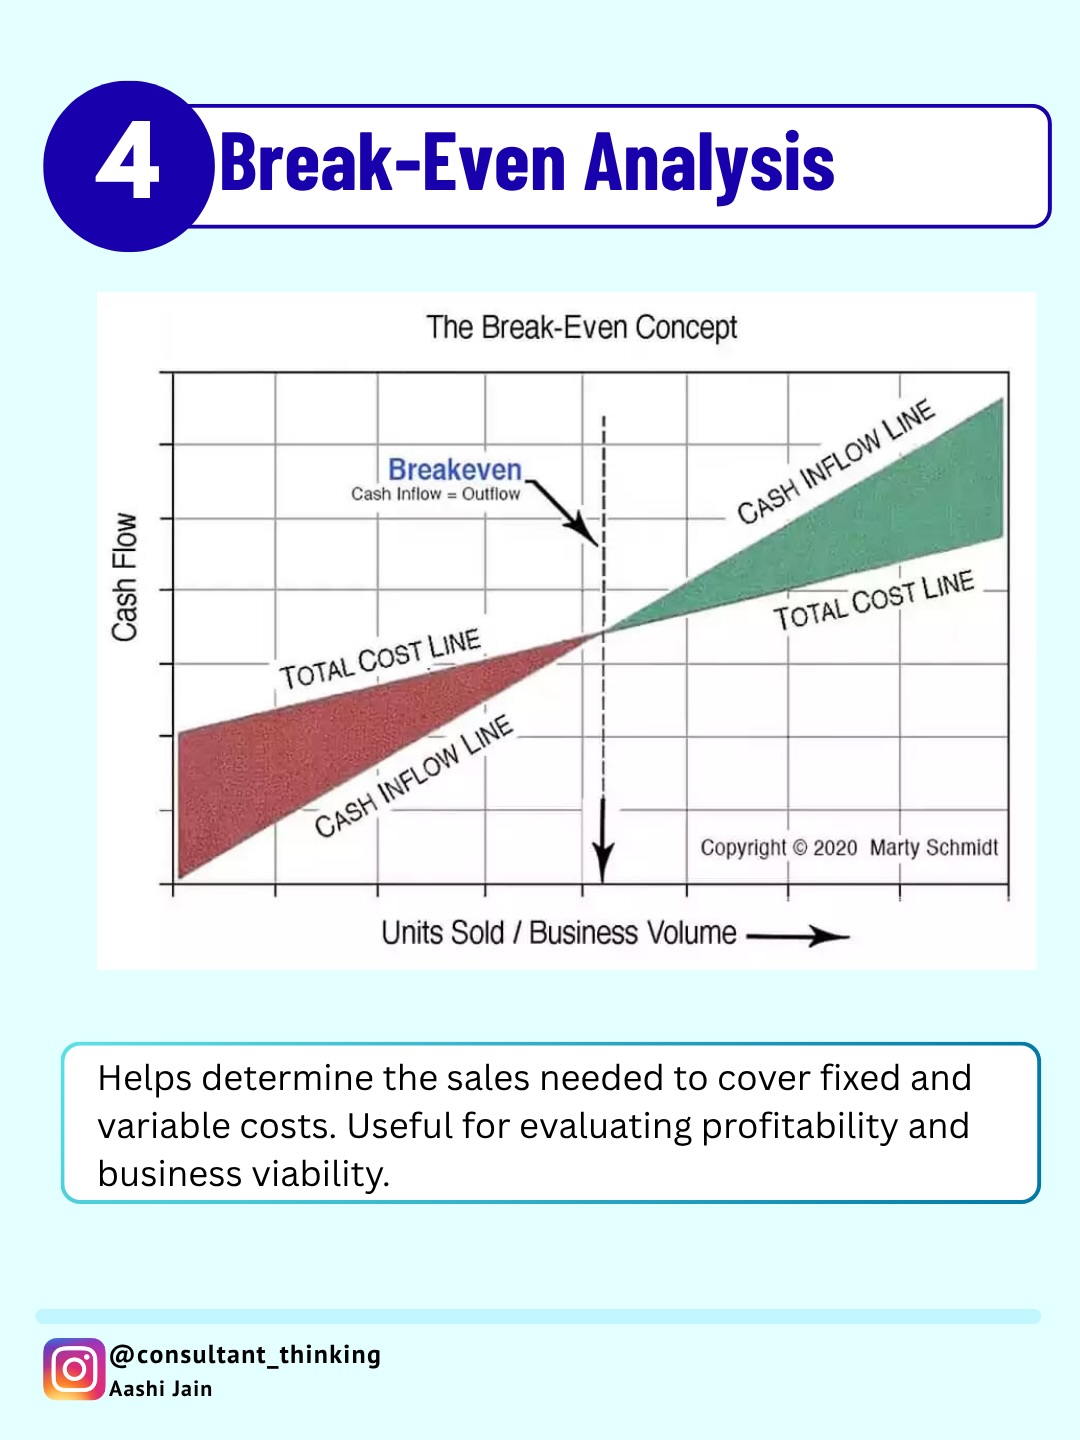 4
Break-Even Analysis
The Break-Even Concept
Breakeven
Cash Inflow = Outflow
CASH INFLOW LINE
TOTAL COST LINE
TOTAL COST LINE
CASH INFLOW LINE
Cash Flow
Copyright © 2020 Marty Schmidt
Units Sold / Business Volume
Helps determine the sales needed to cover fixed and
variable costs. Useful for evaluating profitability and
business viability.
@consultant_thinking
Aashi Jain